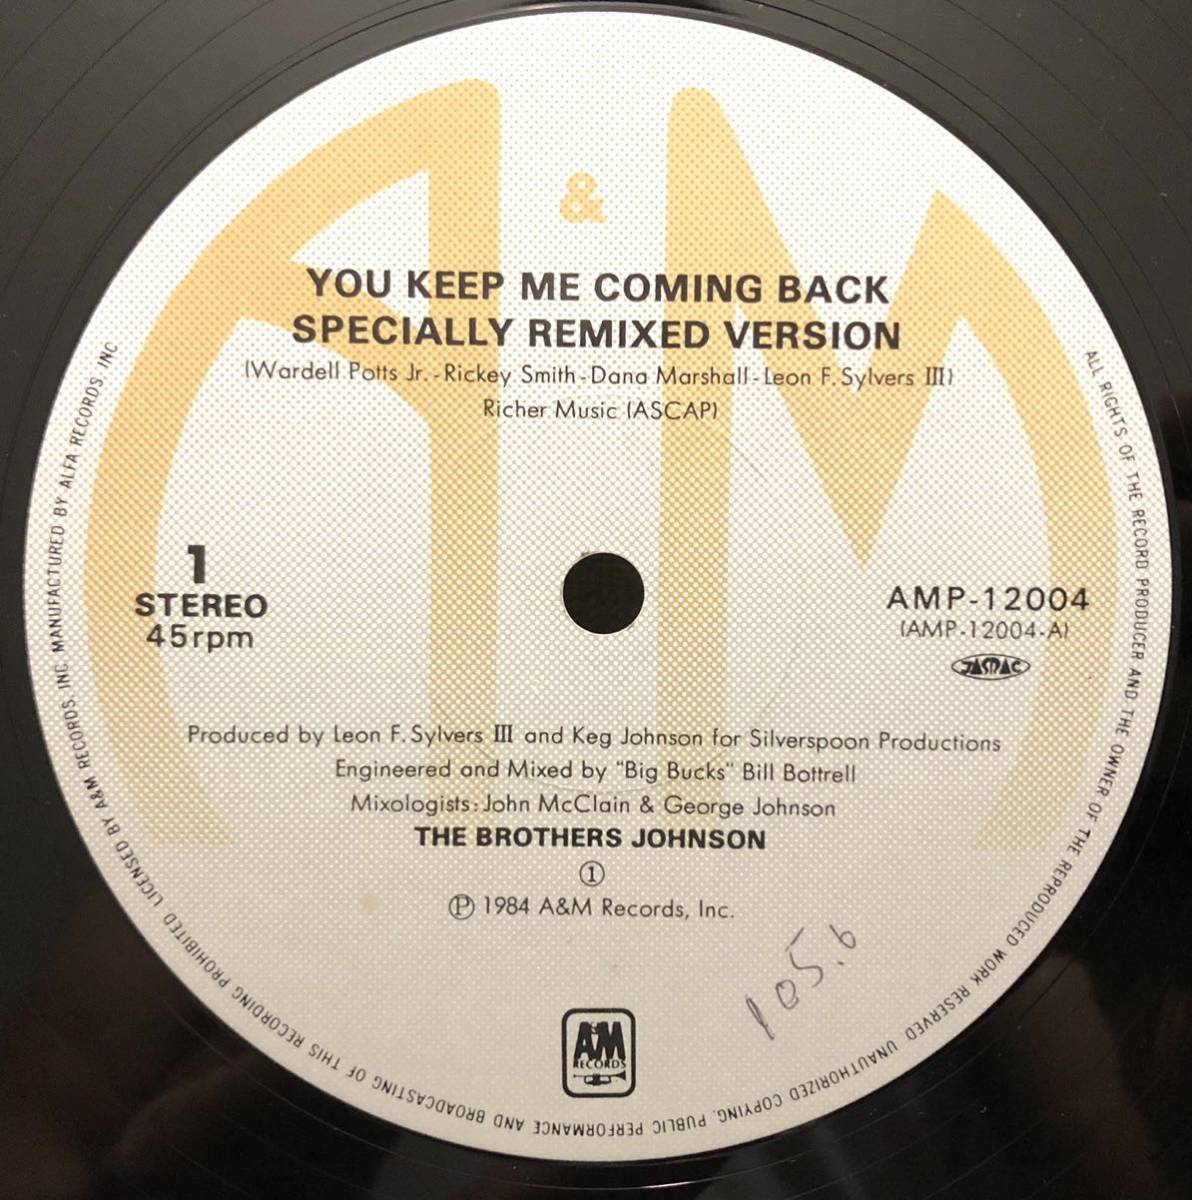 A & M
YOU KEEP ME COMING BACK
SPECIALLY REMIXED VERSION
(Wardell Potts Jr.-Rickey Smith-Dana Marshall-Leon F. Sylvers III)
Richer Music (ASCAP)
1
STEREO
45rpm
AMP-12004
(AMP-12004-A)
JASRAC
Produced by Leon F. Sylvers III and Keg Johnson for Silverspoon Productions
Engineered and Mixed by "Big Bucks" Bill Bottrell
Mixologists: John McClain & George Johnson
THE BROTHERS JOHNSON
①
℗ 1984 A&M Records, Inc.
105.6
A&M
RECORDS
ALL RIGHTS OF THE RECORD PRODUCER AND THE OWNER OF THE REPRODUCED WORK RESERVED UNAUTHORIZED COPYING, PUBLIC PERFORMANCE AND BROADCASTING OF THIS RECORDING PROHIBITED LICENSED BY A&M RECORDS, INC. MANUFACTURED BY ALFA RECORDS, INC